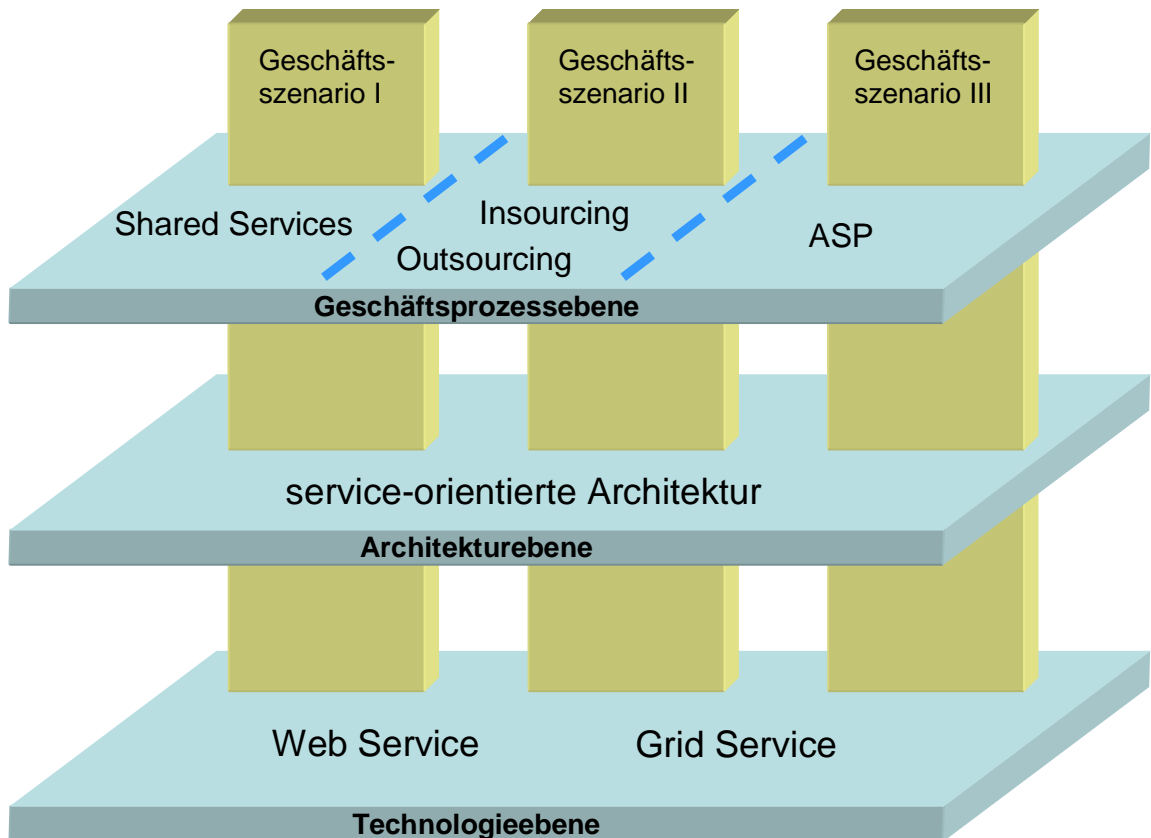 Geschäfts-
szenario I
Geschäfts-
szenario II
Geschäfts-
szenario III
Shared Services
Insourcing
Outsourcing
ASP
Geschäftsprozessebene
service-orientierte Architektur
Architekturebene
Web Service
Grid Service
Technologieebene